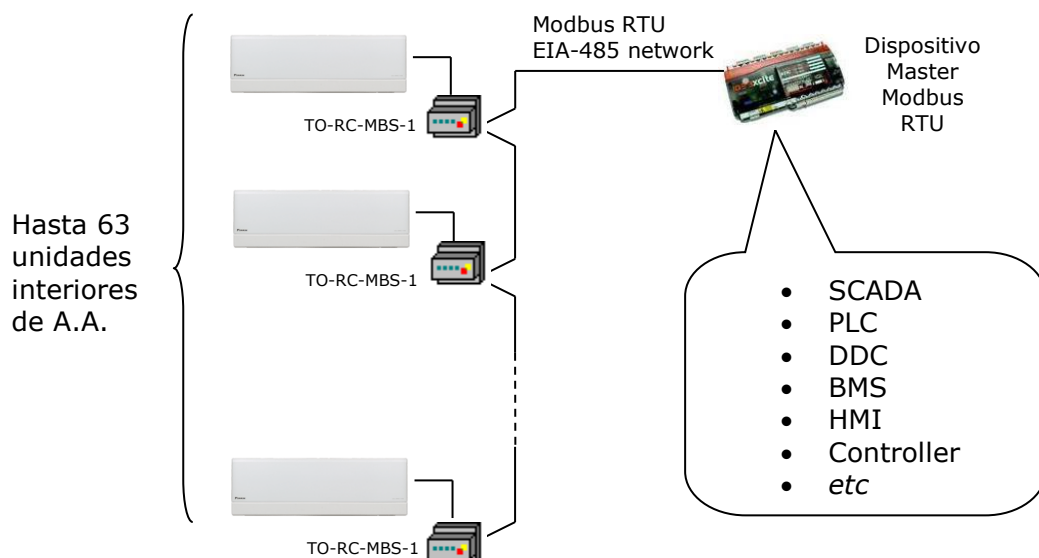 Modbus RTU
EIA-485 network
Dispositivo
Master
Modbus
RTU
TO-RC-MBS-1
Hasta 63
unidades
interiores
de A.A.
TO-RC-MBS-1
• SCADA
• PLC
• DDC
• BMS
• HMI
• Controller
• etc
TO-RC-MBS-1